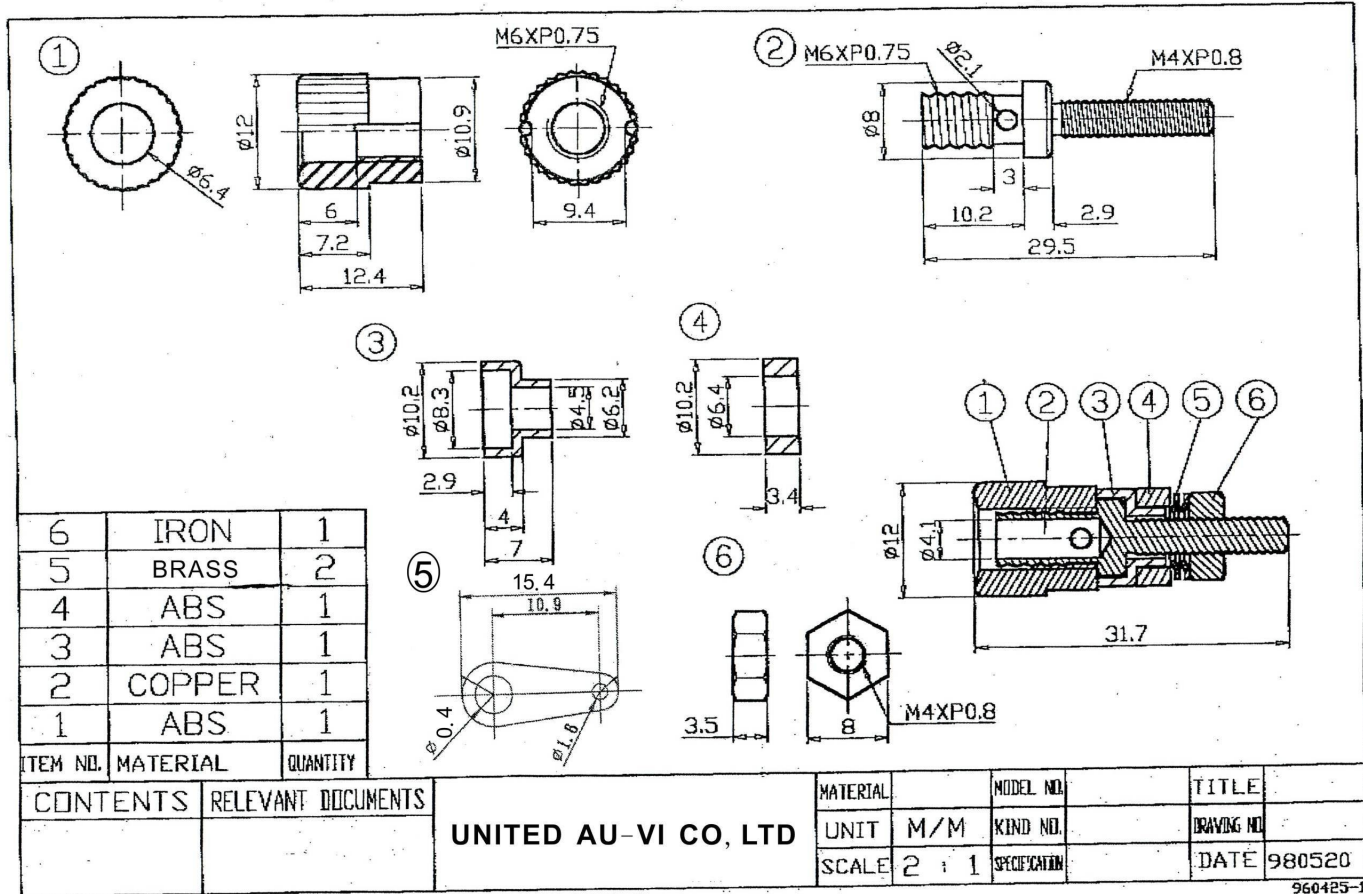 ①
M6XP0.75
Ø12
Ø10.9
Ø6.4
6
7.2
12.4
9.4
②
M6XP0.75
Ø2.1
M4XP0.8
Ø8
3
10.2
2.9
29.5
③
Ø10.2
Ø8.3
Ø4.5
Ø6.2
2.9
4
7
④
Ø10.2
Ø6.4
3.4
① ② ③ ④ ⑤ ⑥
Ø12
Ø4.1
31.7
⑤
15.4
10.9
Ø 0.4
Ø1.8
⑥
3.5
8
M4XP0.8
6 IRON 1
5 BRASS 2
4 ABS 1
3 ABS 1
2 COPPER 1
1 ABS 1
ITEM NO. MATERIAL QUANTITY
CONTENTS RELEVANT DOCUMENTS
UNITED AU-VI CO, LTD
MATERIAL MODEL NO. TITLE
UNIT M/M KIND NO. DRAWING NO
SCALE 2 : 1 SPECIFICATION DATE 980520